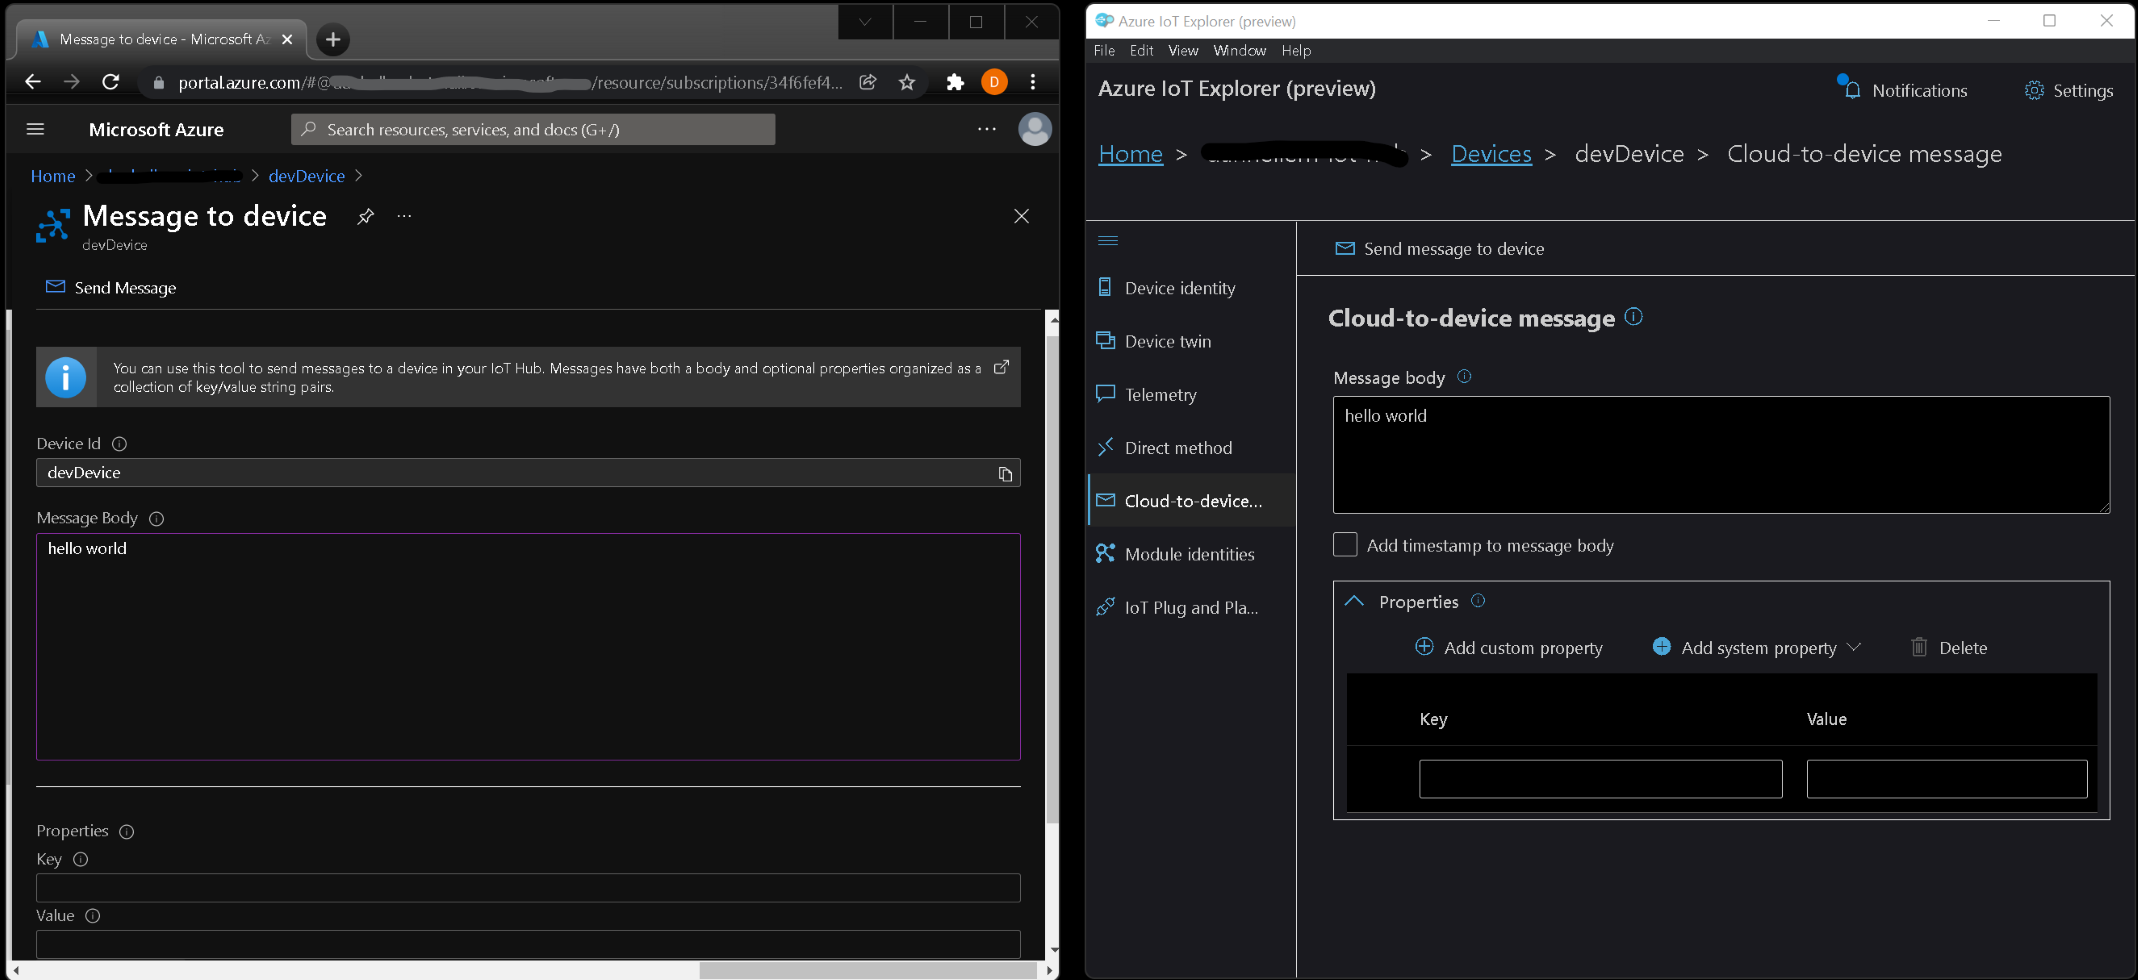 Message to device - Microsoft Az
portal.azure.com/#@
/resource/subscriptions/34f6fef4...
D
Microsoft Azure
Search resources, services, and docs (G+/)
Home > > devDevice >
Message to device
devDevice
Send Message
You can use this tool to send messages to a device in your IoT Hub. Messages have both a body and optional properties organized as a
collection of key/value string pairs.
Device Id
devDevice
Message Body
hello world
Properties
Key
Value
Azure IoT Explorer (preview)
File Edit View Window Help
Azure IoT Explorer (preview)
Notifications
Settings
Home > > Devices > devDevice > Cloud-to-device message
Device identity
Device twin
Telemetry
Direct method
Cloud-to-device...
Module identities
IoT Plug and Pla...
Send message to device
Cloud-to-device message
Message body
hello world
Add timestamp to message body
Properties
Add custom property
Add system property
Delete
Key Value